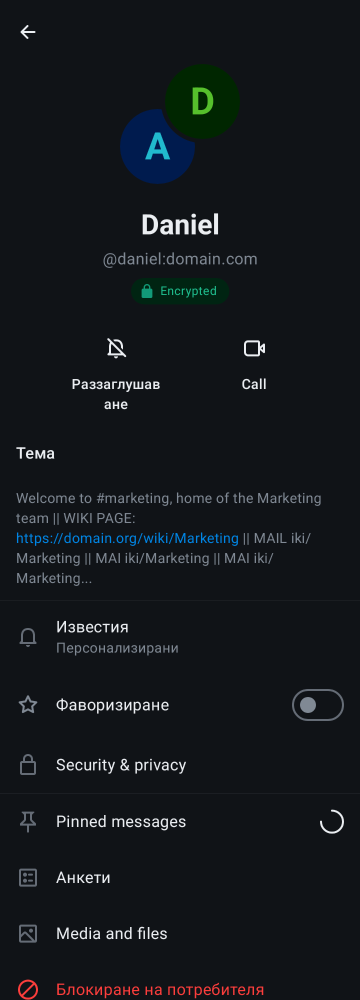 D
A
Daniel
@daniel:domain.com
Encrypted
Раззаглушав
ане
Call
Тема
Welcome to #marketing, home of the Marketing
team || WIKI PAGE:
https://domain.org/wiki/Marketing || MAIL iki/
Marketing || MAI iki/Marketing || MAI iki/
Marketing...
Известия
Персонализирани
Фаворизиране
Security & privacy
Pinned messages
Анкети
Media and files
Блокиране на потребителя